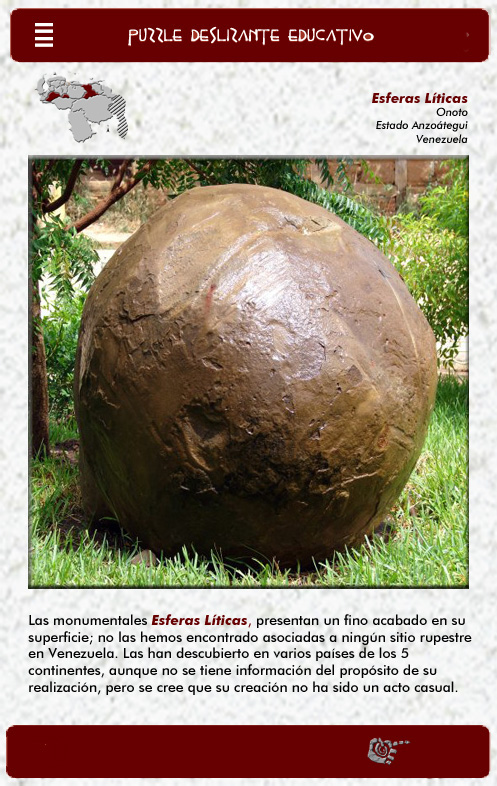 PUZZLE DESLIZANTE EDUCATIVO
Esferas Líticas
Onoto
Estado Anzoátegui
Venezuela
Las monumentales Esferas Líticas, presentan un fino acabado en su
superficie; no las hemos encontrado asociadas a ningún sitio rupestre
en Venezuela. Las han descubierto en varios países de los 5
continentes, aunque no se tiene información del propósito de su
realización, pero se cree que su creación no ha sido un acto casual.